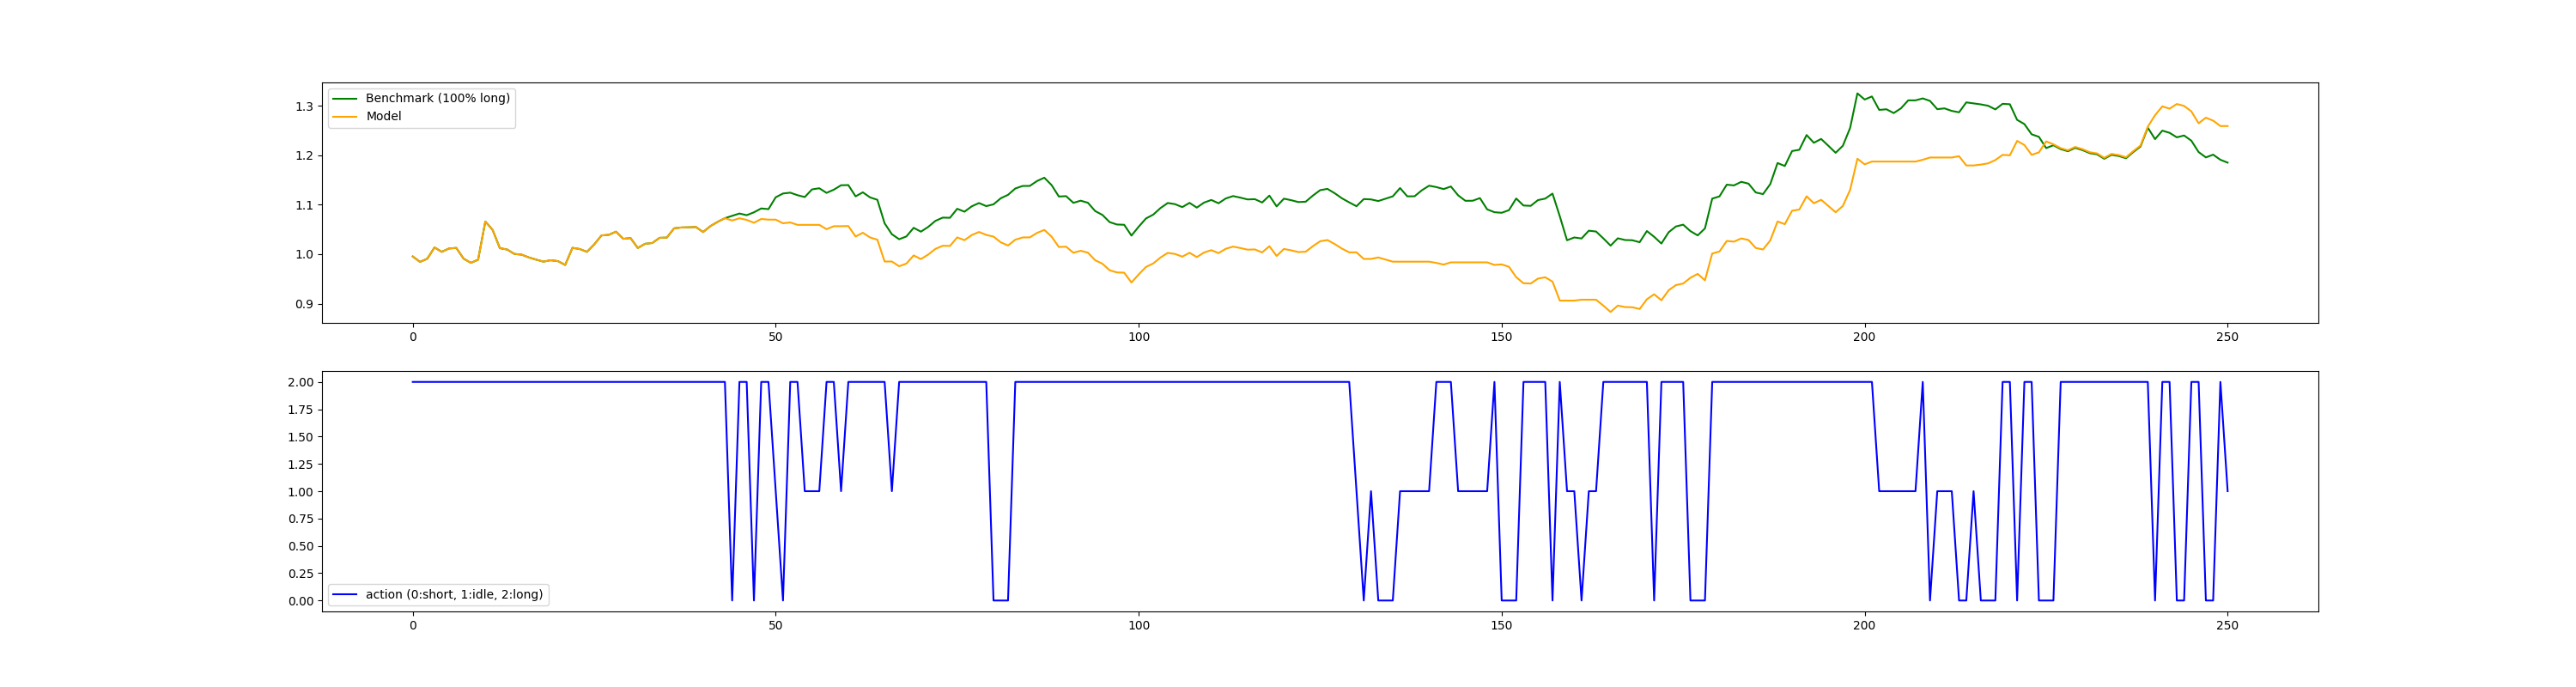 1.3
1.2
1.1
1.0
0.9
Benchmark (100% long)
Model
0 50 100 150 200 250
2.00
1.75
1.50
1.25
1.00
0.75
0.50
0.25
0.00
action (0:short, 1:idle, 2:long)
0 50 100 150 200 250